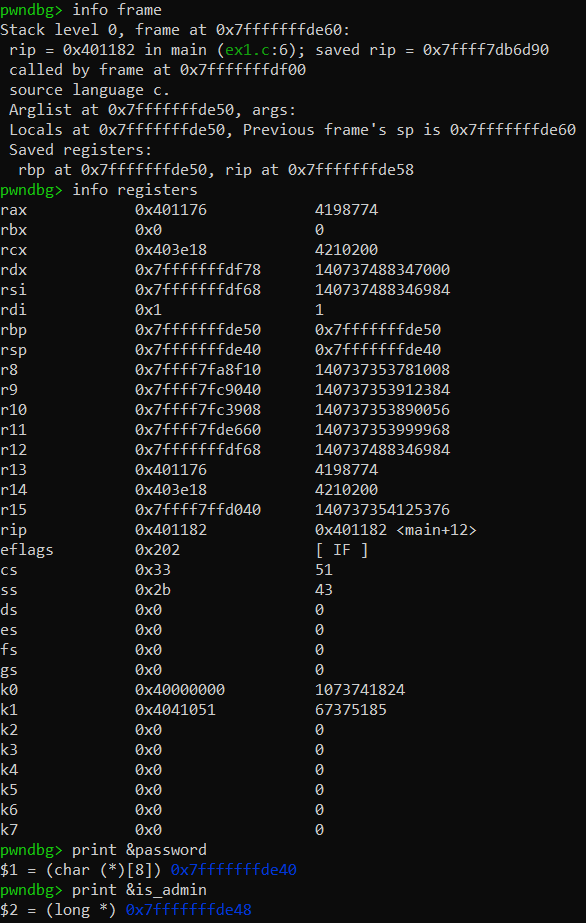 pwndbg> info frame
Stack level 0, frame at 0x7fffffffde60:
 rip = 0x401182 in main (ex1.c:6); saved rip = 0x7ffff7db6d90
 called by frame at 0x7fffffffdf00
 source language c.
 Arglist at 0x7fffffffde50, args:
 Locals at 0x7fffffffde50, Previous frame's sp is 0x7fffffffde60
 Saved registers:
  rbp at 0x7fffffffde50, rip at 0x7fffffffde58
pwndbg> info registers
rax            0x401176            4198774
rbx            0x0                 0
rcx            0x403e18            4210200
rdx            0x7fffffffdf78      140737488347000
rsi            0x7fffffffdf68      140737488346984
rdi            0x1                 1
rbp            0x7fffffffde50      0x7fffffffde50
rsp            0x7fffffffde40      0x7fffffffde40
r8             0x7ffff7fa8f10      140737353781008
r9             0x7ffff7fc9040      140737353912384
r10            0x7ffff7fc3908      140737353890056
r11            0x7ffff7fde660      140737353999968
r12            0x7fffffffdf68      140737488346984
r13            0x401176            4198774
r14            0x403e18            4210200
r15            0x7ffff7ffd040      140737354125376
rip            0x401182            0x401182 <main+12>
eflags         0x202               [ IF ]
cs             0x33                51
ss             0x2b                43
ds             0x0                 0
es             0x0                 0
fs             0x0                 0
gs             0x0                 0
k0             0x40000000          1073741824
k1             0x4041051           67375185
k2             0x0                 0
k3             0x0                 0
k4             0x0                 0
k5             0x0                 0
k6             0x0                 0
k7             0x0                 0
pwndbg> print &password
$1 = (char (*)[8]) 0x7fffffffde40
pwndbg> print &is_admin
$2 = (long *) 0x7fffffffde48